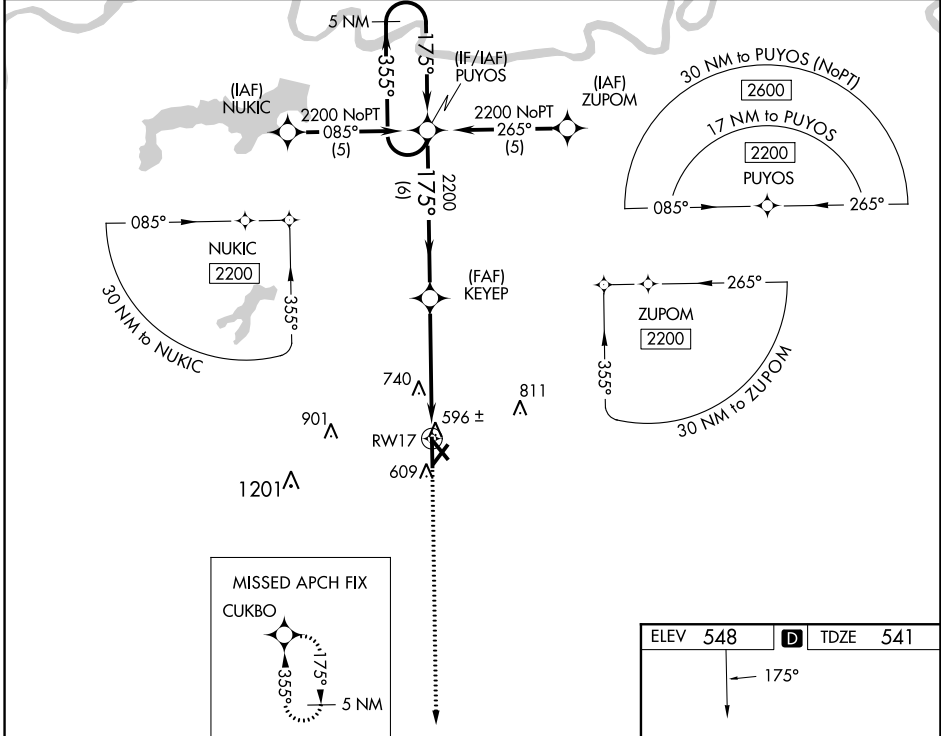 5 NM
175°
355°
(IF/IAF)
PUYOS
(IAF)
NUKIC
2200 NoPT
085°
(5)
(IAF)
ZUPOM
2200 NoPT
265°
(5)
30 NM to PUYOS (NoPT)
2600
17 NM to PUYOS
2200
PUYOS
085°
265°
2200
175°
(6)
085°
NUKIC
2200
355°
30 NM to NUKIC
(FAF)
KEYEP
265°
ZUPOM
2200
355°
30 NM to ZUPOM
740
811
901
596 ±
RW17
609
1201
MISSED APCH FIX
CUKBO
175°
355°
5 NM
ELEV 548 D TDZE 541
175°